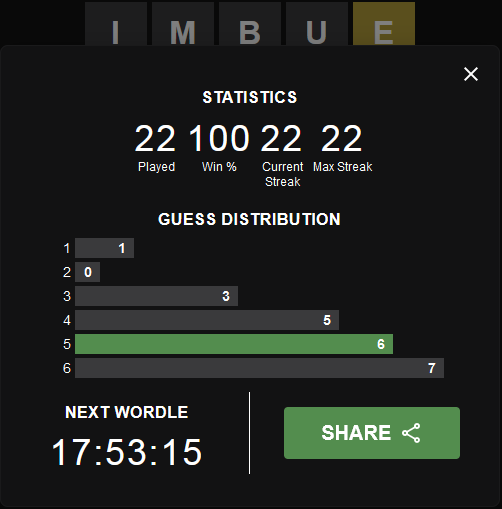 I M B U E
STATISTICS
22 100 22 22
Played Win % Current Streak Max Streak
GUESS DISTRIBUTION
1 1
2 0
3 3
4 5
5 6
6 7
NEXT WORDLE
SHARE
17:53:15